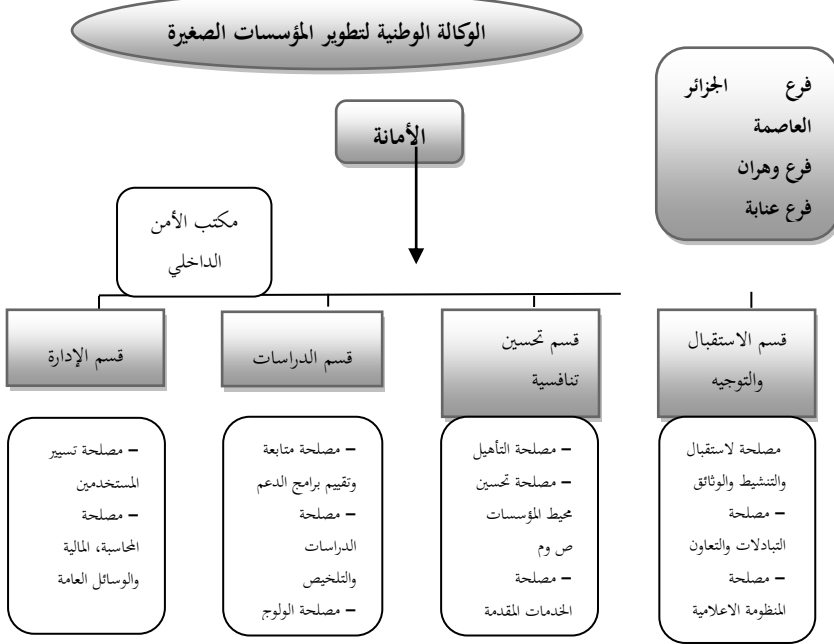 الوكالة الوطنية لتطوير المؤسسات الصغيرة
فرع الجزائر
العاصمة
فرع وهران
فرع عنابة
الأمانة
مكتب الأمن
الداخلي
قسم الاستقبال
والتوجيه
قسم تحسين
تنافسية
قسم الدراسات
قسم الإدارة
مصلحة لاستقبال
والتنشيط والوثائق
– مصلحة
التبادلات والتعاون
– مصلحة
المنظومة الاعلامية
– مصلحة التأهيل
– مصلحة تحسين
محيط المؤسسات
ص وم
– مصلحة
الخدمات المقدمة
– مصلحة متابعة
وتقييم برامج الدعم
– مصلحة
الدراسات
والتلخيص
– مصلحة الولوج
– مصلحة تسيير
المستخدمين
– مصلحة
المحاسبة، المالية
والوسائل العامة